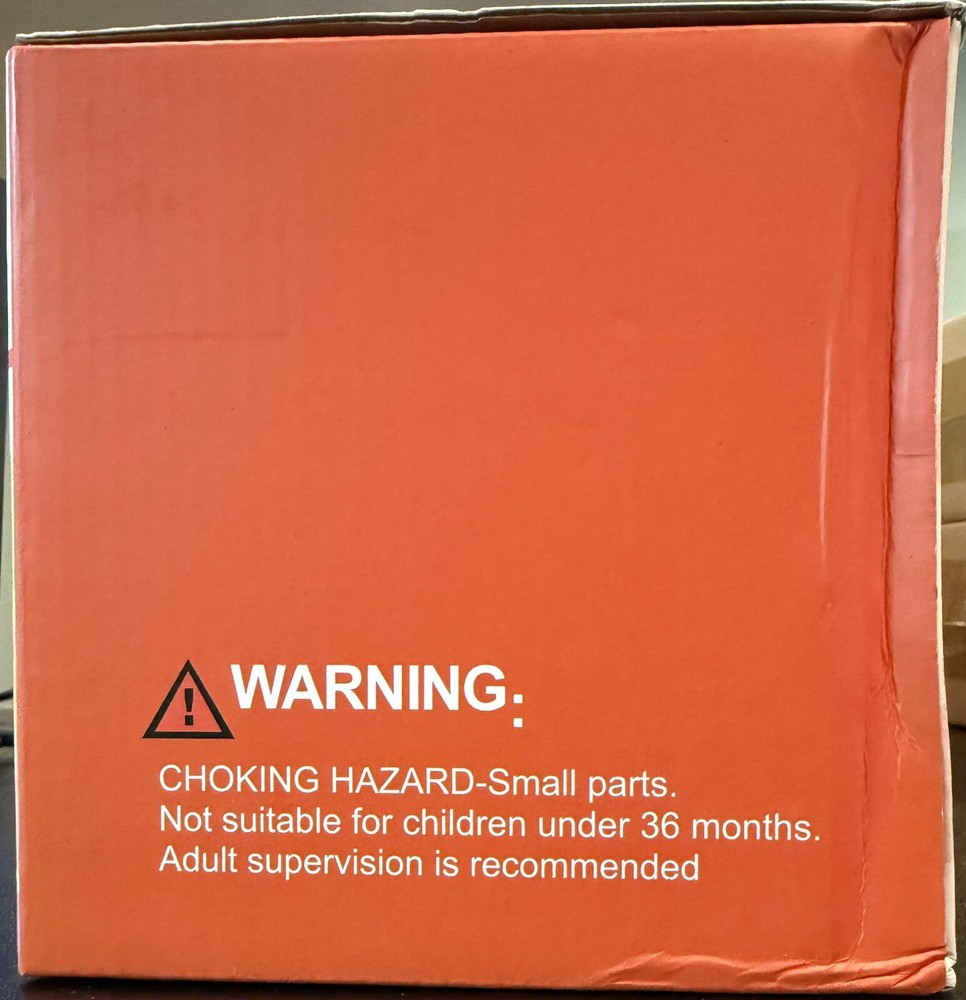 WARNING:
CHOKING HAZARD-Small parts.
Not suitable for children under 36 months.
Adult supervision is recommended